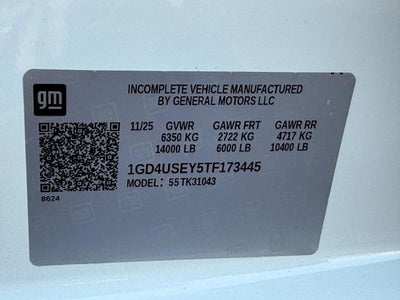 gm
INCOMPLETE VEHICLE MANUFACTURED
BY GENERAL MOTORS LLC
11/25 GVWR GAWR FRT GAWR RR
6350 KG 2722 KG 4717 KG
14000 LB 6000 LB 10400 LB
1GD4USEY5TF173445
MODEL: 55TK31043
8624